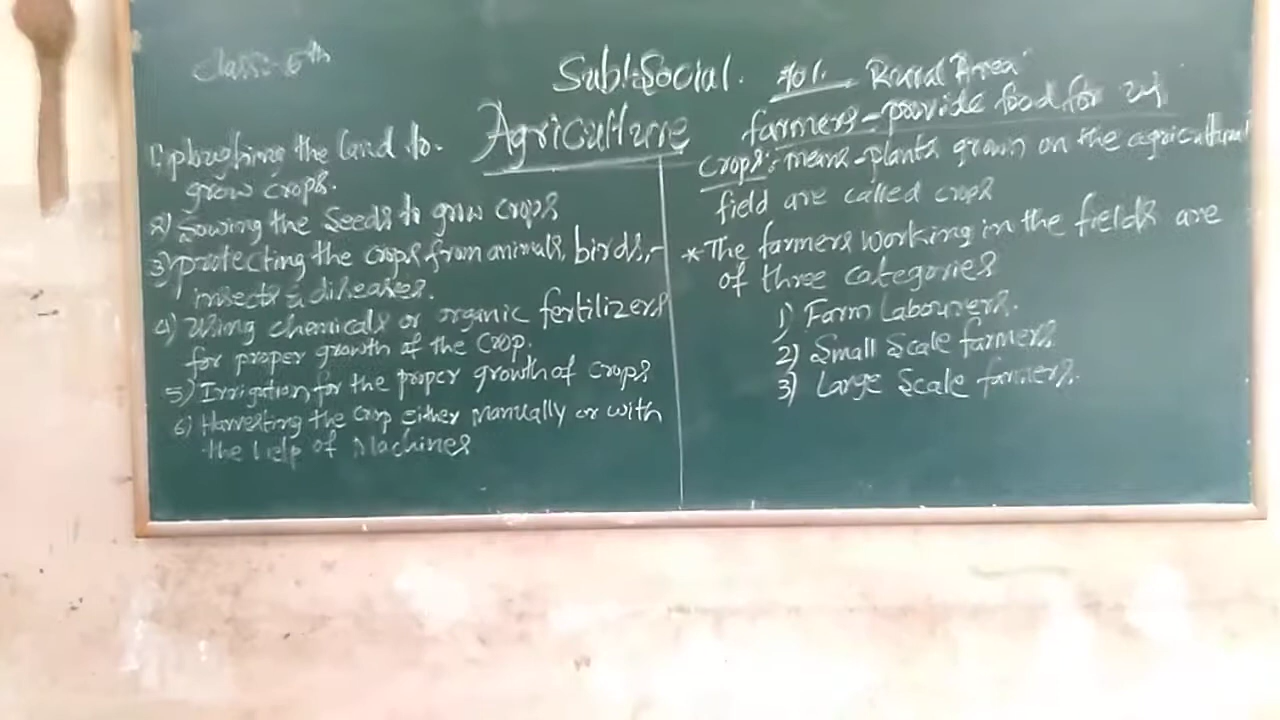 Class:- 5th
Sub:- Social. 70%. Rural Area
Agriculture
1) ploughing the land to
grow crops.
2) Sowing the Seeds to grow crops
3) protecting the crops from animals, birds,-
insects & diseases.
4) Using chemicals or organic fertilizers
for proper growth of the crop.
5) Irrigation for the proper growth of crops
6) Harvesting the crop either Manually or with
the help of Machines
farmers - provide food for
Crops:- means - plants grown on the agricultural
field are called crops
* The farmers working in the fields are
of three categories
1) Farm Labourers.
2) Small Scale farmers
3) Large Scale farmers.